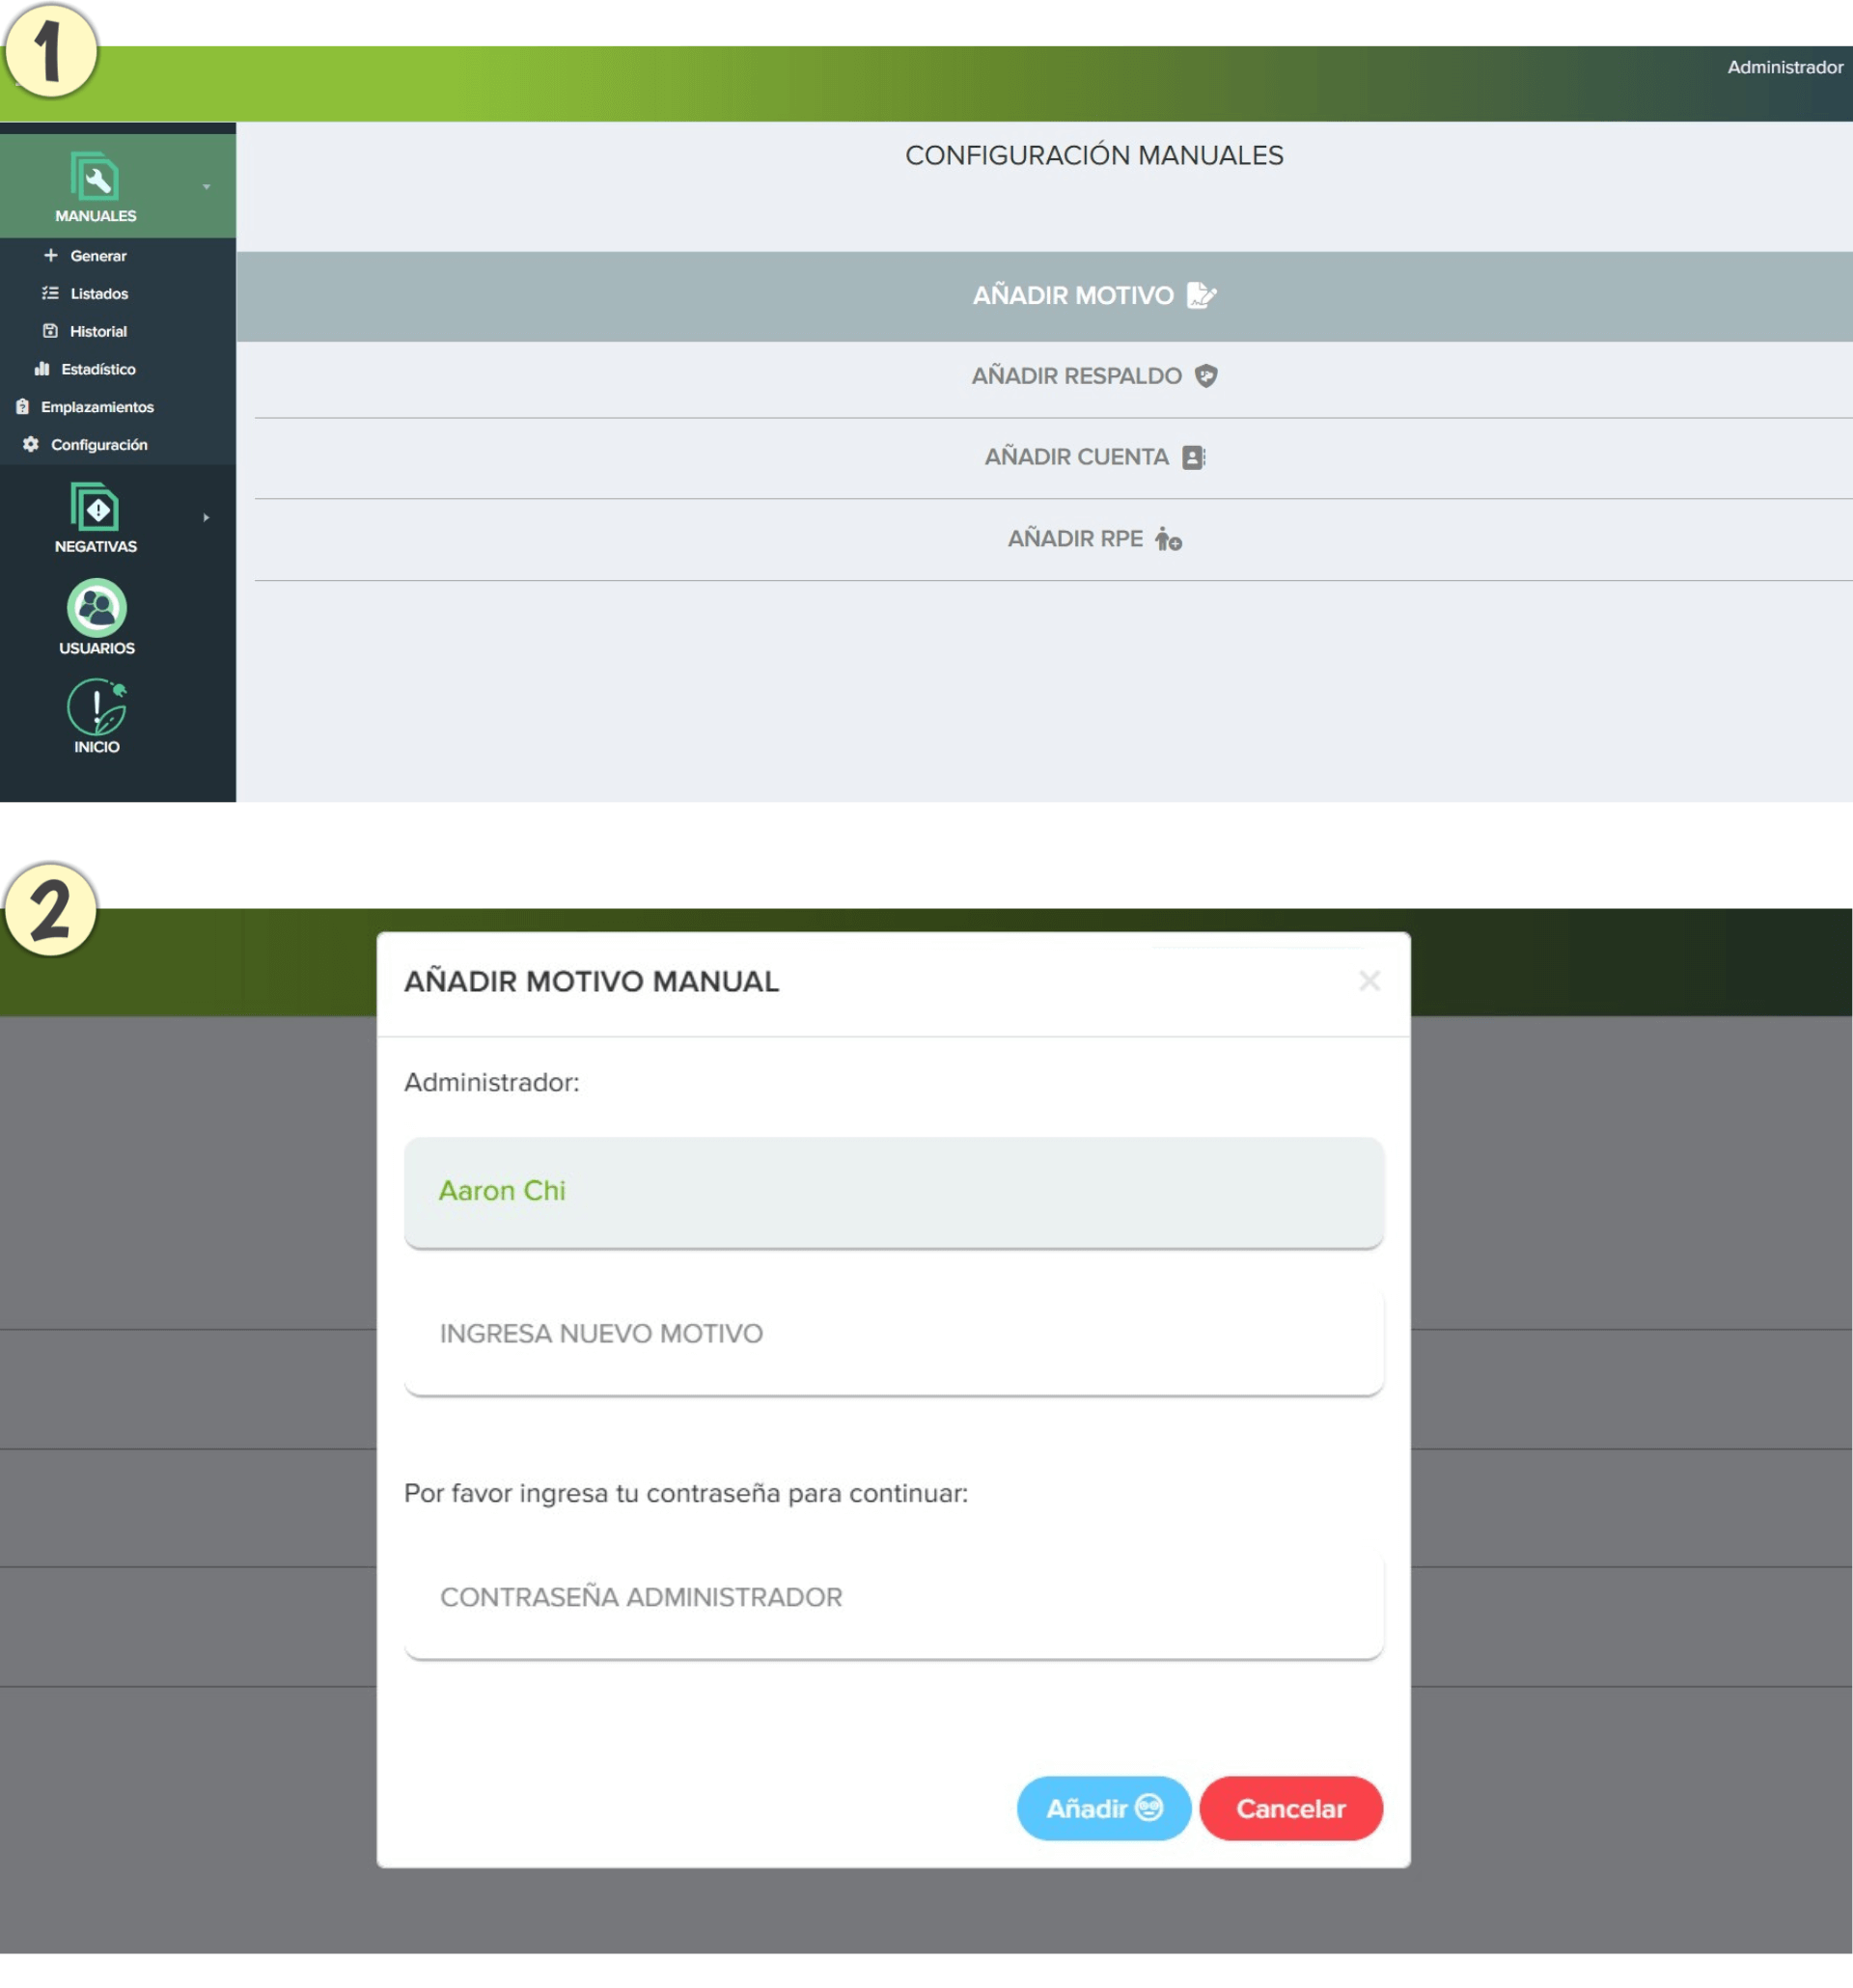 1
Administrador
MANUALES
Generar
Listados
Historial
Estadístico
Emplazamientos
Configuración
NEGATIVAS
USUARIOS
INICIO
CONFIGURACIÓN MANUALES
AÑADIR MOTIVO
AÑADIR RESPALDO
AÑADIR CUENTA
AÑADIR RPE
2
AÑADIR MOTIVO MANUAL
Administrador:
Aaron Chi
INGRESA NUEVO MOTIVO
Por favor ingresa tu contraseña para continuar:
CONTRASEÑA ADMINISTRADOR
Añadir
Cancelar